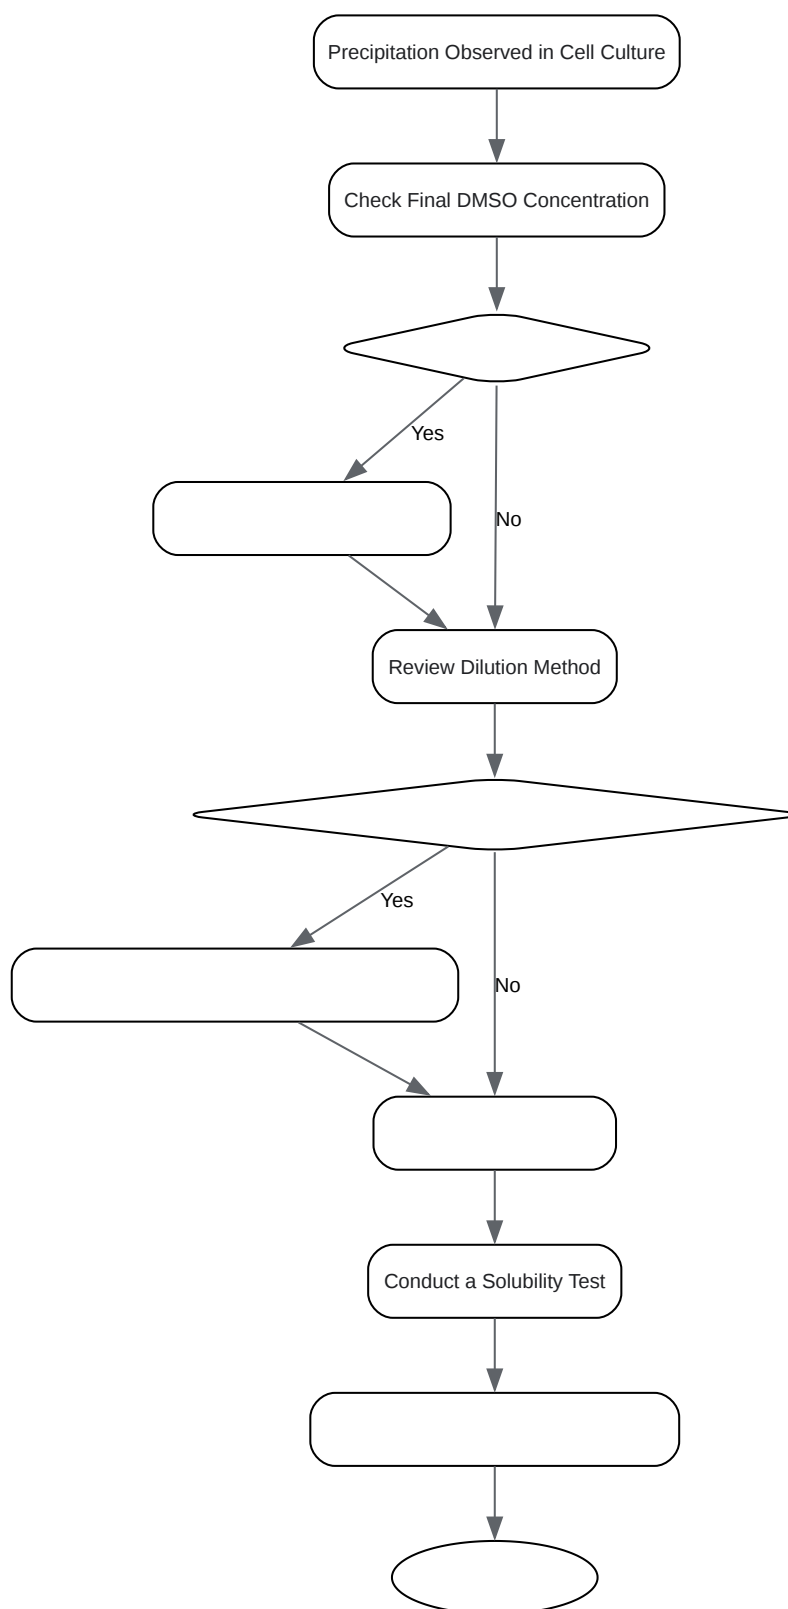 Precipitation Observed in Cell Culture
Check Final DMSO Concentration
Yes
No
Review Dilution Method
Yes
No
Conduct a Solubility Test